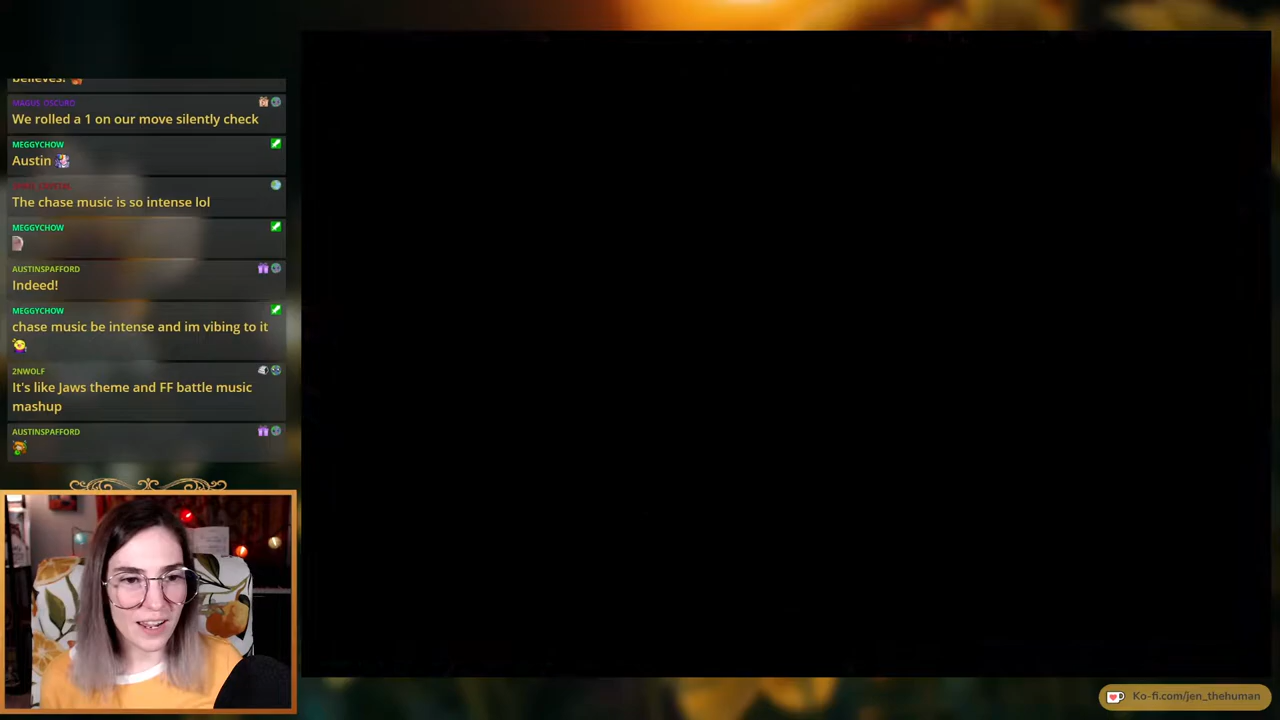 believes!
MAGUS_OSCURO
We rolled a 1 on our move silently check
MEGGYCHOW
Austin
The chase music is so intense lol
MEGGYCHOW
AUSTINSPAFFORD
Indeed!
MEGGYCHOW
chase music be intense and im vibing to it
2NWOLF
It's like Jaws theme and FF battle music
mashup
AUSTINSPAFFORD
Ko-fi.com/jen_thehuman